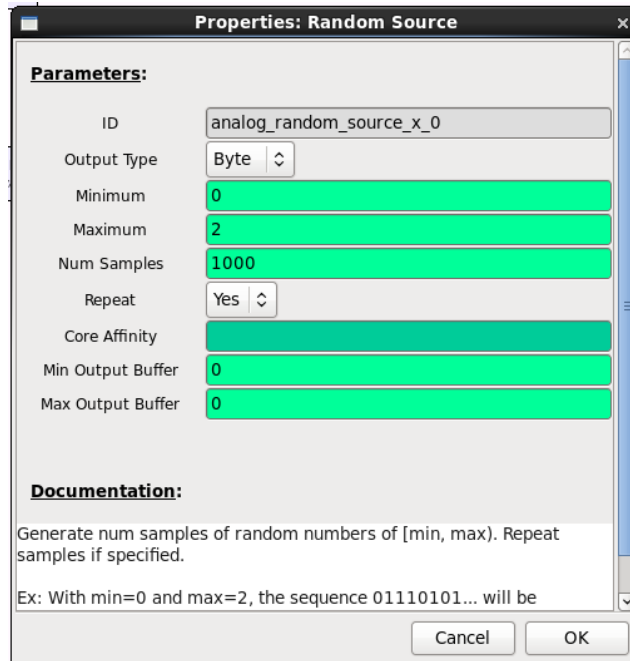 Properties: Random Source
Parameters:
ID analog_random_source_x_0
Output Type Byte
Minimum 0
Maximum 2
Num Samples 1000
Repeat Yes
Core Affinity
Min Output Buffer 0
Max Output Buffer 0
Documentation:
Generate num samples of random numbers of [min, max). Repeat
samples if specified.
Ex: With min=0 and max=2, the sequence 01110101... will be
Cancel OK